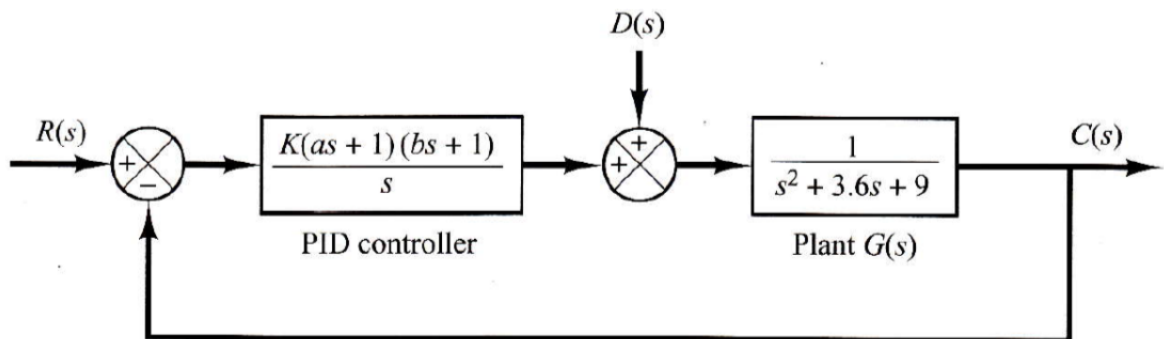 D(s)
R(s)
+
−
K(as + 1) (bs + 1)
s
+
+
1
s² + 3.6s + 9
C(s)
PID controller
Plant G(s)